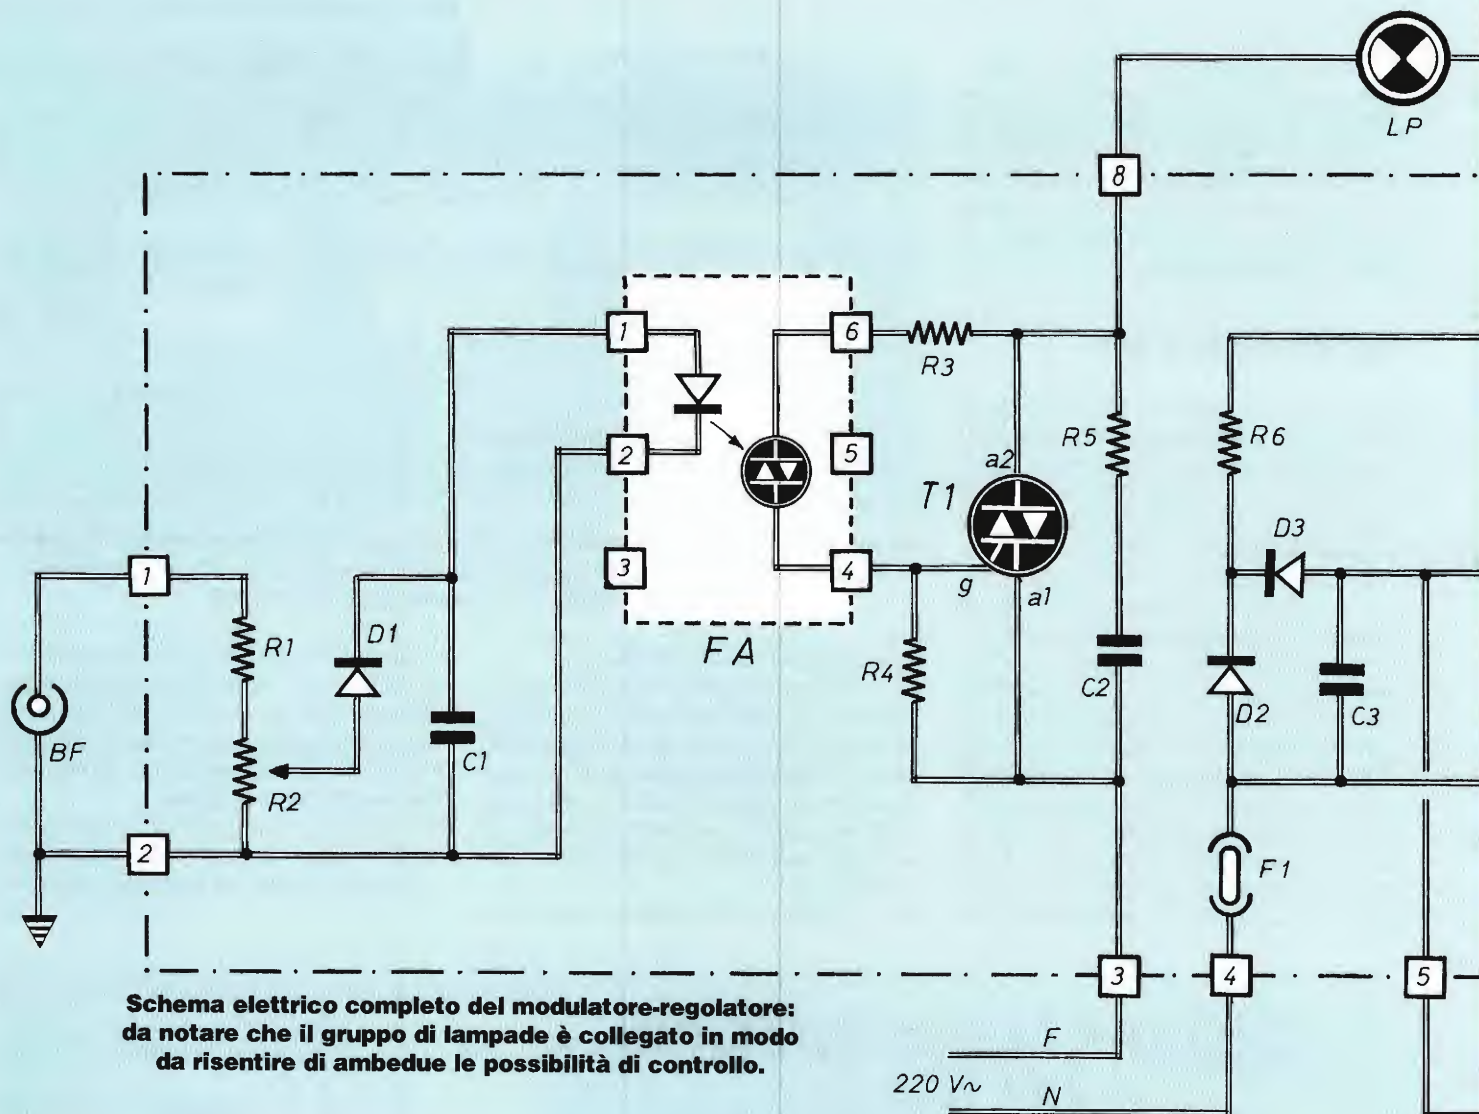 LP
8
1
6
R3
2
5
R5
R6
a2
T1
D3
3
4
1
g
a1
FA
R1
D1
R4
C2
D2
C3
BF
R2
C1
2
F1
3
4
5
Schema elettrico completo del modulatore-regolatore:
da notare che il gruppo di lampade è collegato in modo
da risentire di ambedue le possibilità di controllo.
F
220 V~
N